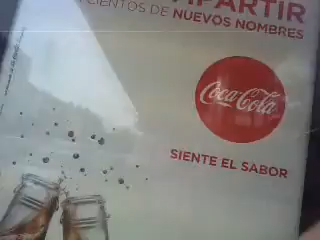 PARTIR
CIENTOS DE NUEVOS NOMBRES
Coca-Cola
SIENTE EL SABOR